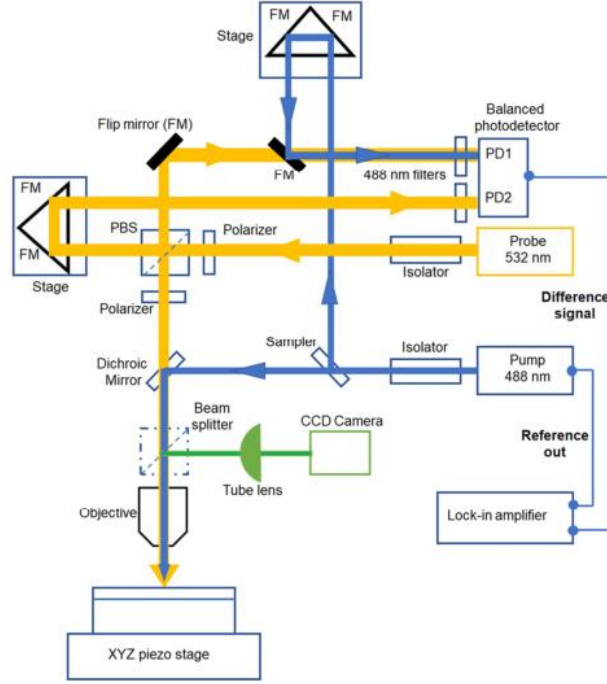 FM
FM
Stage
Flip mirror (FM)
Balanced
photodetector
FM
488 nm filters
PD1
PD2
FM
FM
Stage
PBS
Polarizer
Isolator
Probe
532 nm
Polarizer
Difference
signal
Sampler
Isolator
Dichroic
Mirror
Pump
488 nm
Beam
splitter
CCD Camera
Reference
out
Tube lens
Objective
Lock-in amplifier
XYZ piezo stage